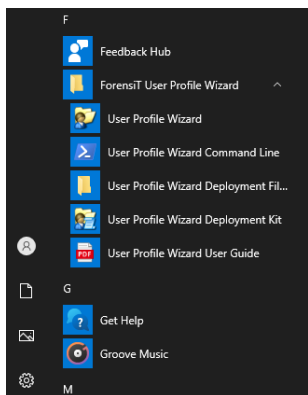 F
Feedback Hub
ForensiT User Profile Wizard
User Profile Wizard
User Profile Wizard Command Line
User Profile Wizard Deployment Fil...
User Profile Wizard Deployment Kit
PDF
User Profile Wizard User Guide
G
Get Help
Groove Music
M